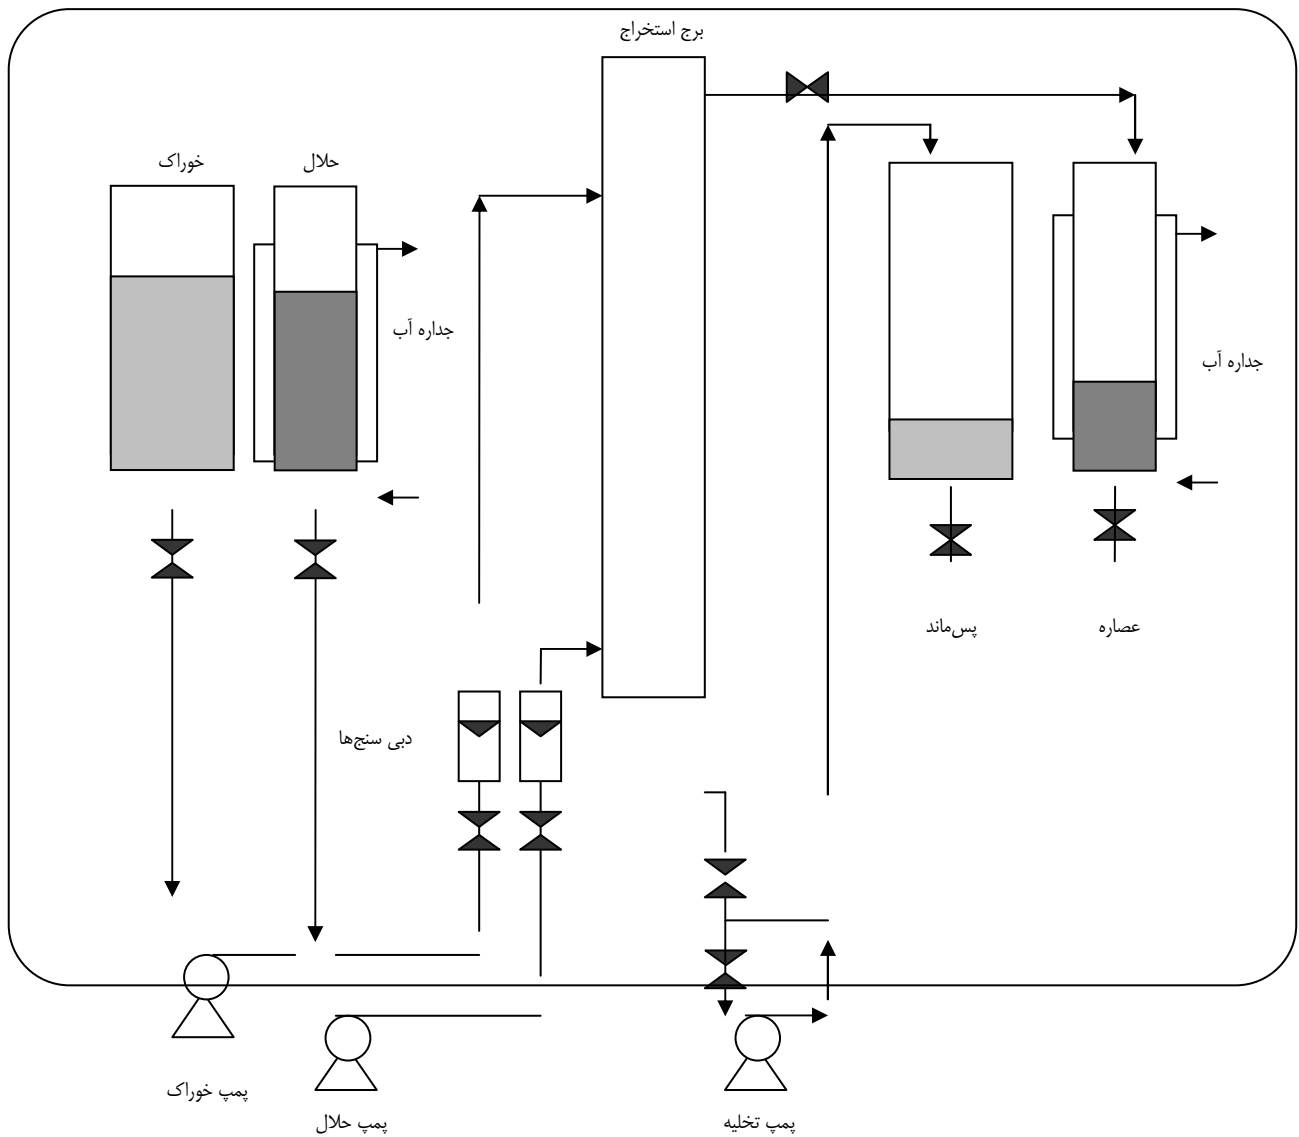 برج استخراج
خوراک
حلال
جداره آب
جداره آب
پس‌ماند
عصاره
دبی سنج‌ها
پمپ خوراک
پمپ حلال
پمپ تخلیه